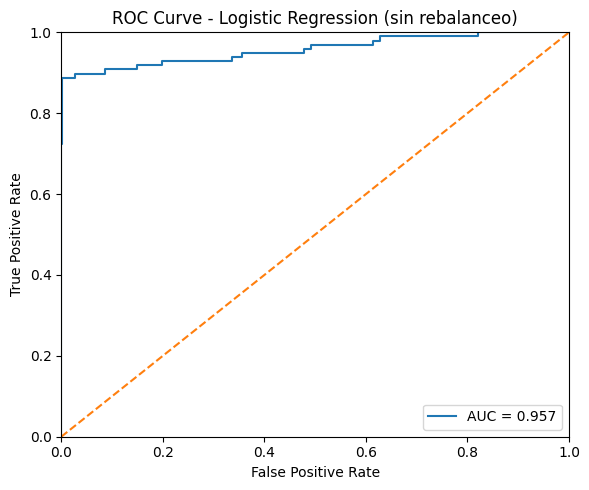 ROC Curve - Logistic Regression (sin rebalanceo)
1.0
0.8
0.6
0.4
0.2
0.0
True Positive Rate
AUC = 0.957
0.0 0.2 0.4 0.6 0.8 1.0
False Positive Rate